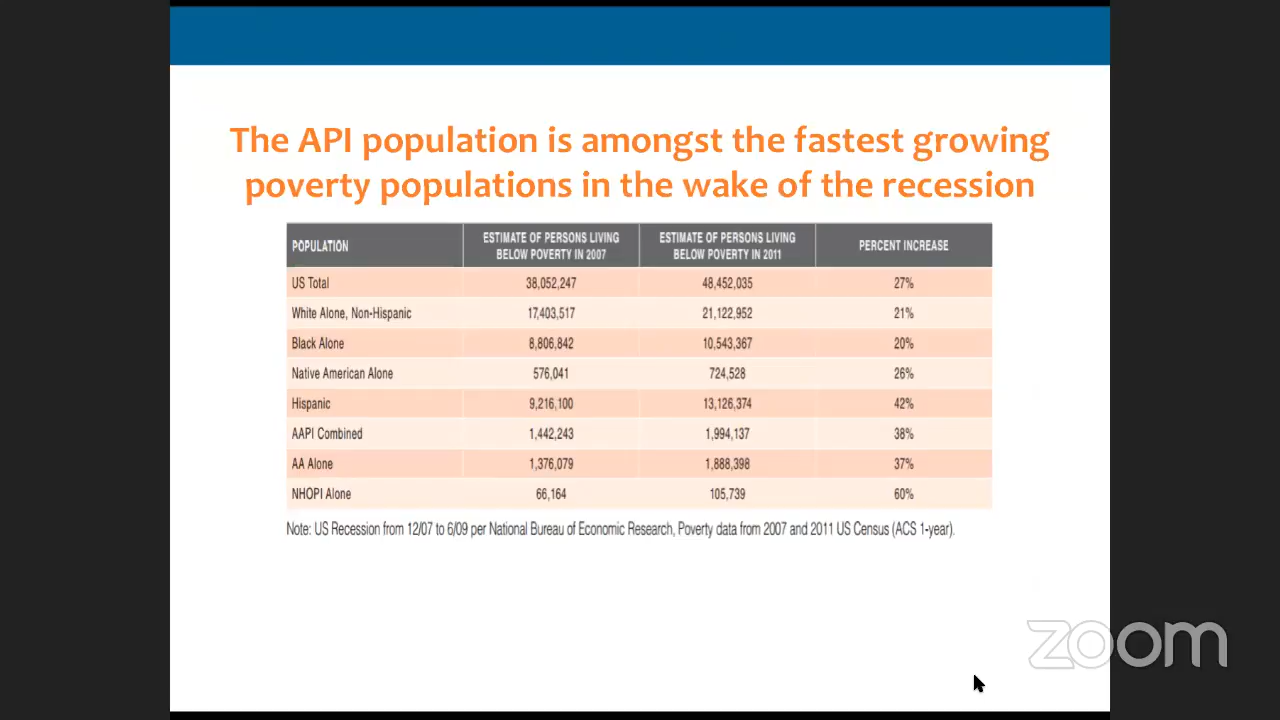 The API population is amongst the fastest growing
poverty populations in the wake of the recession
POPULATION ESTIMATE OF PERSONS LIVING BELOW POVERTY IN 2007 ESTIMATE OF PERSONS LIVING BELOW POVERTY IN 2011 PERCENT INCREASE
US Total 38,052,247 48,452,035 27%
White Alone, Non-Hispanic 17,403,517 21,122,952 21%
Black Alone 8,806,842 10,543,367 20%
Native American Alone 576,041 724,528 26%
Hispanic 9,216,100 13,126,374 42%
AAPI Combined 1,442,243 1,994,137 38%
AA Alone 1,376,079 1,888,398 37%
NHOPI Alone 66,164 105,739 60%
Note: US Recession from 12/07 to 6/09 per National Bureau of Economic Research, Poverty data from 2007 and 2011 US Census (ACS 1-year).
zoom